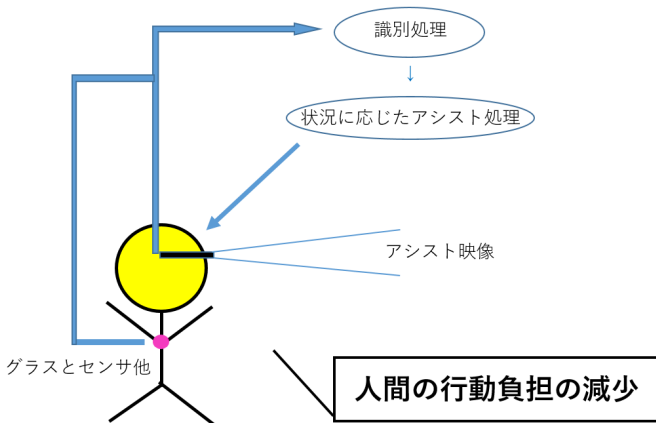 識別処理
↓
状況に応じたアシスト処理
アシスト映像
グラスとセンサ他
人間の行動負担の減少